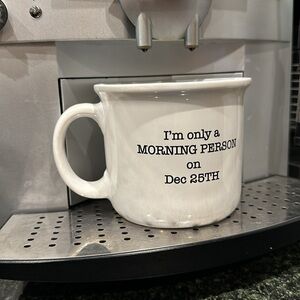 I'm only a
MORNING PERSON
on
Dec 25TH